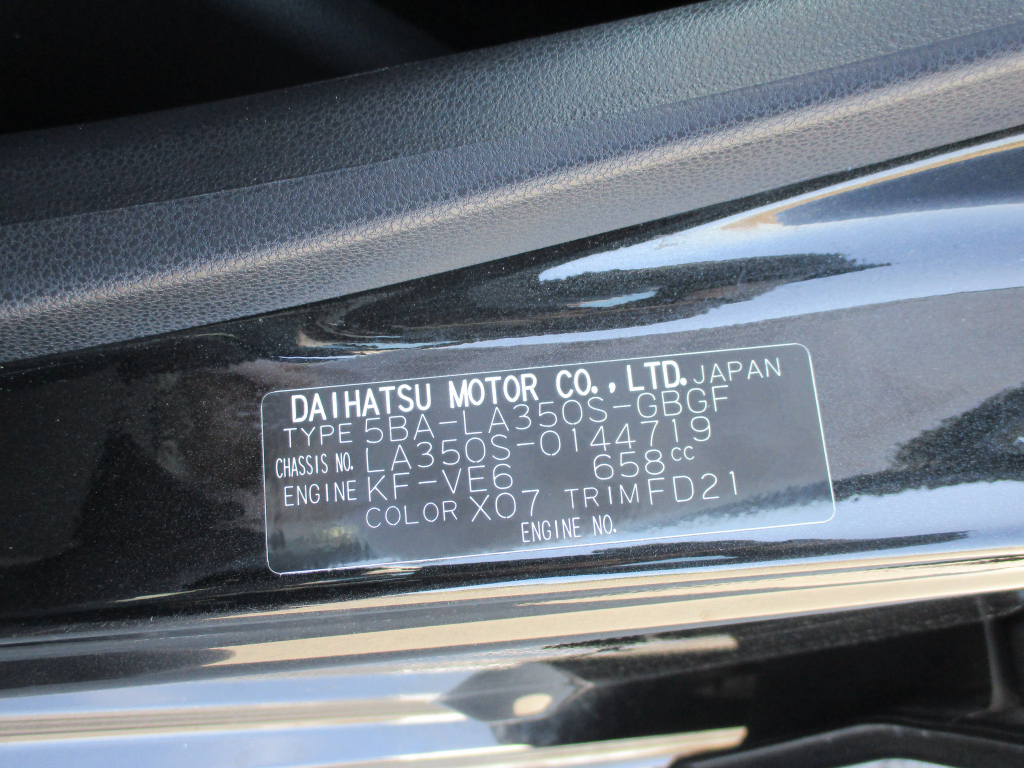 DAIHATSU MOTOR CO., LTD. JAPAN
TYPE 5BA-LA350S-GBGF
CHASSIS NO. LA350S-0144719
ENGINE KF-VE6 658cc
COLOR X07 TRIM FD21
ENGINE NO.